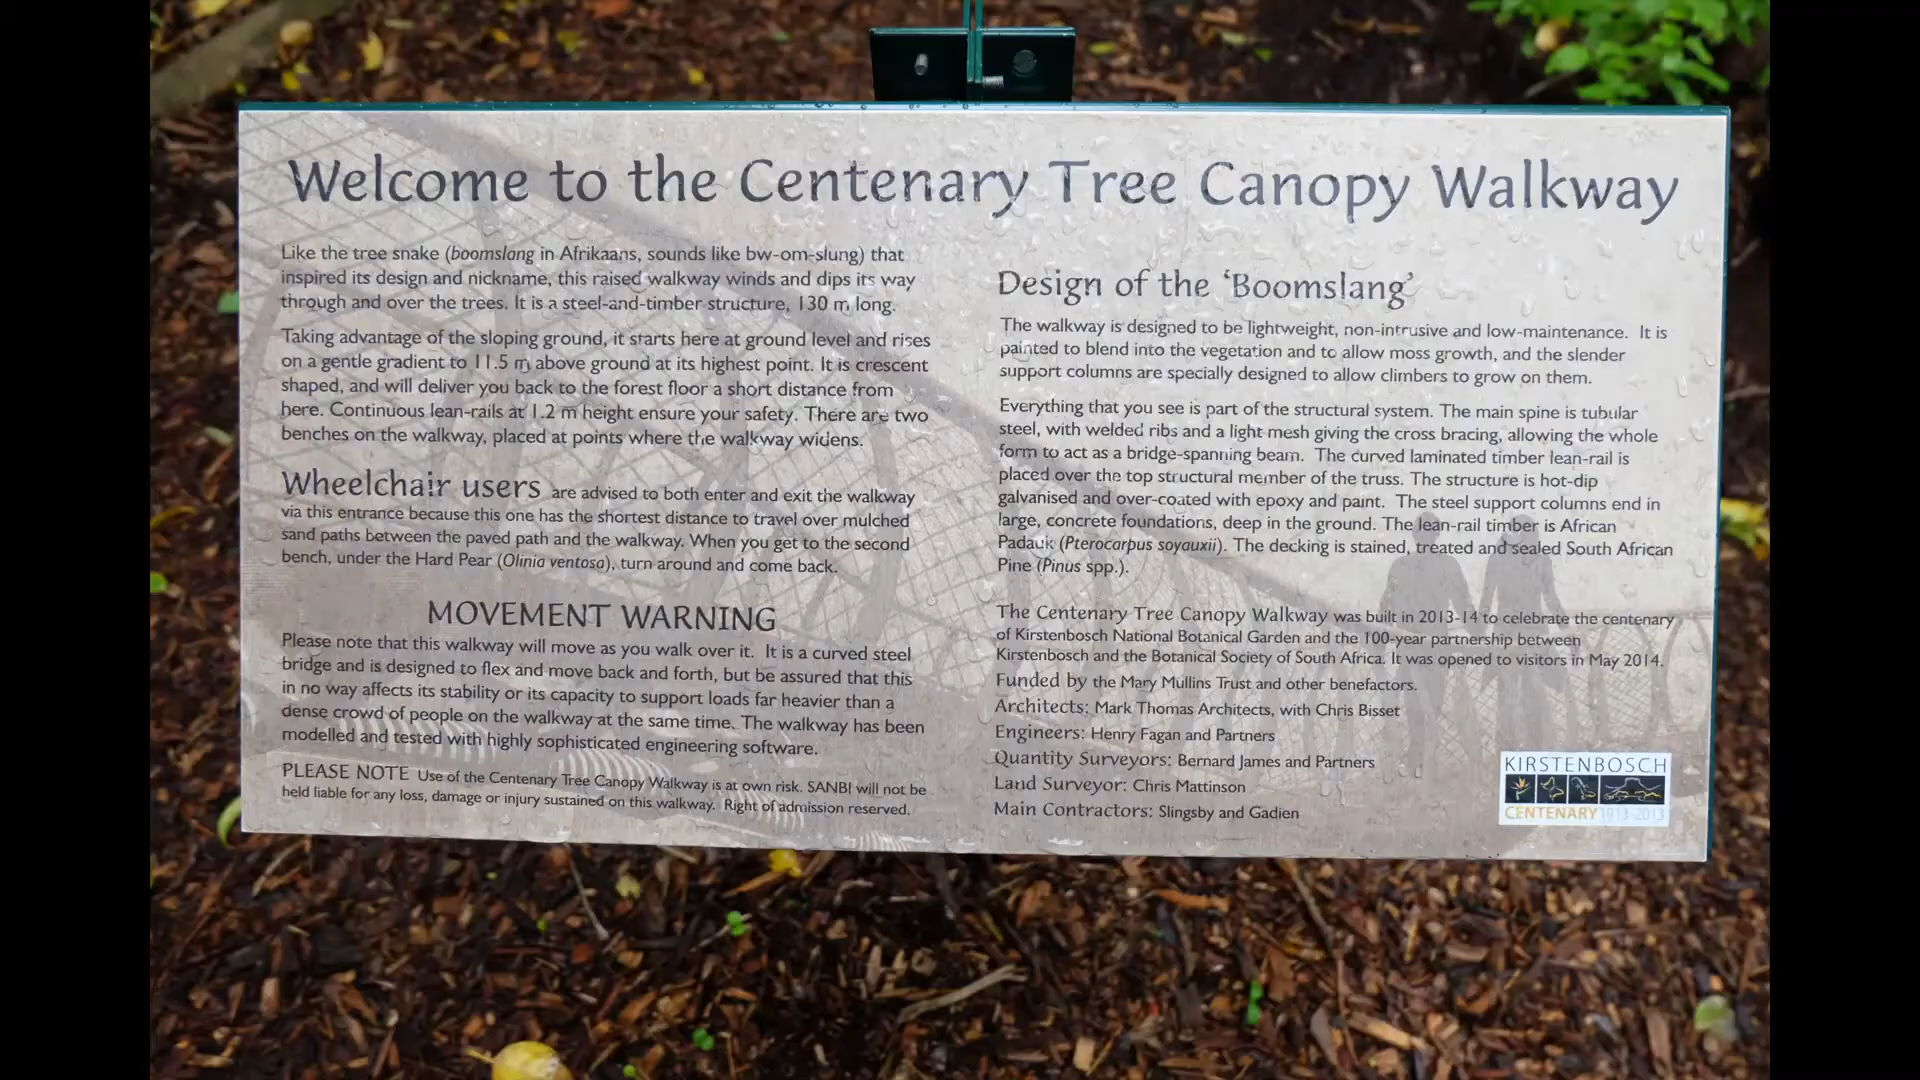 Welcome to the Centenary Tree Canopy Walkway
Like the tree snake (boomslang in Afrikaans, sounds like bw-om-slung) that
inspired its design and nickname, this raised walkway winds and dips its way
through and over the trees. It is a steel-and-timber structure, 130 m long.
Taking advantage of the sloping ground, it starts here at ground level and rises
on a gentle gradient to 11.5 m above ground at its highest point. It is crescent
shaped, and will deliver you back to the forest floor a short distance from
here. Continuous lean-rails at 1.2 m height ensure your safety. There are two
benches on the walkway, placed at points where the walkway widens.
Wheelchair users are advised to both enter and exit the walkway
via this entrance because this one has the shortest distance to travel over mulched
sand paths between the paved path and the walkway. When you get to the second
bench, under the Hard Pear (Olinia ventosa), turn around and come back.
MOVEMENT WARNING
Please note that this walkway will move as you walk over it. It is a curved steel
bridge and is designed to flex and move back and forth, but be assured that this
in no way affects its stability or its capacity to support loads far heavier than a
dense crowd of people on the walkway at the same time. The walkway has been
modelled and tested with highly sophisticated engineering software.
PLEASE NOTE Use of the Centenary Tree Canopy Walkway is at own risk. SANBI will not be
held liable for any loss, damage or injury sustained on this walkway. Right of admission reserved.
Design of the 'Boomslang'
The walkway is designed to be lightweight, non-intrusive and low-maintenance. It is
painted to blend into the vegetation and to allow moss growth, and the slender
support columns are specially designed to allow climbers to grow on them.
Everything that you see is part of the structural system. The main spine is tubular
steel, with welded ribs and a light mesh giving the cross bracing, allowing the whole
form to act as a bridge-spanning beam. The curved laminated timber lean-rail is
placed over the top structural member of the truss. The structure is hot-dip
galvanised and over-coated with epoxy and paint. The steel support columns end in
large, concrete foundations, deep in the ground. The lean-rail timber is African
Padauk (Pterocarpus soyauxii). The decking is stained, treated and sealed South African
Pine (Pinus spp.).
The Centenary Tree Canopy Walkway was built in 2013-14 to celebrate the centenary
of Kirstenbosch National Botanical Garden and the 100-year partnership between
Kirstenbosch and the Botanical Society of South Africa. It was opened to visitors in May 2014.
Funded by the Mary Mullins Trust and other benefactors.
Architects: Mark Thomas Architects, with Chris Bisset
Engineers: Henry Fagan and Partners
Quantity Surveyors: Bernard James and Partners
Land Surveyor: Chris Mattinson
Main Contractors: Slingsby and Gadien
KIRSTENBOSCH
CENTENARY 1913-2013